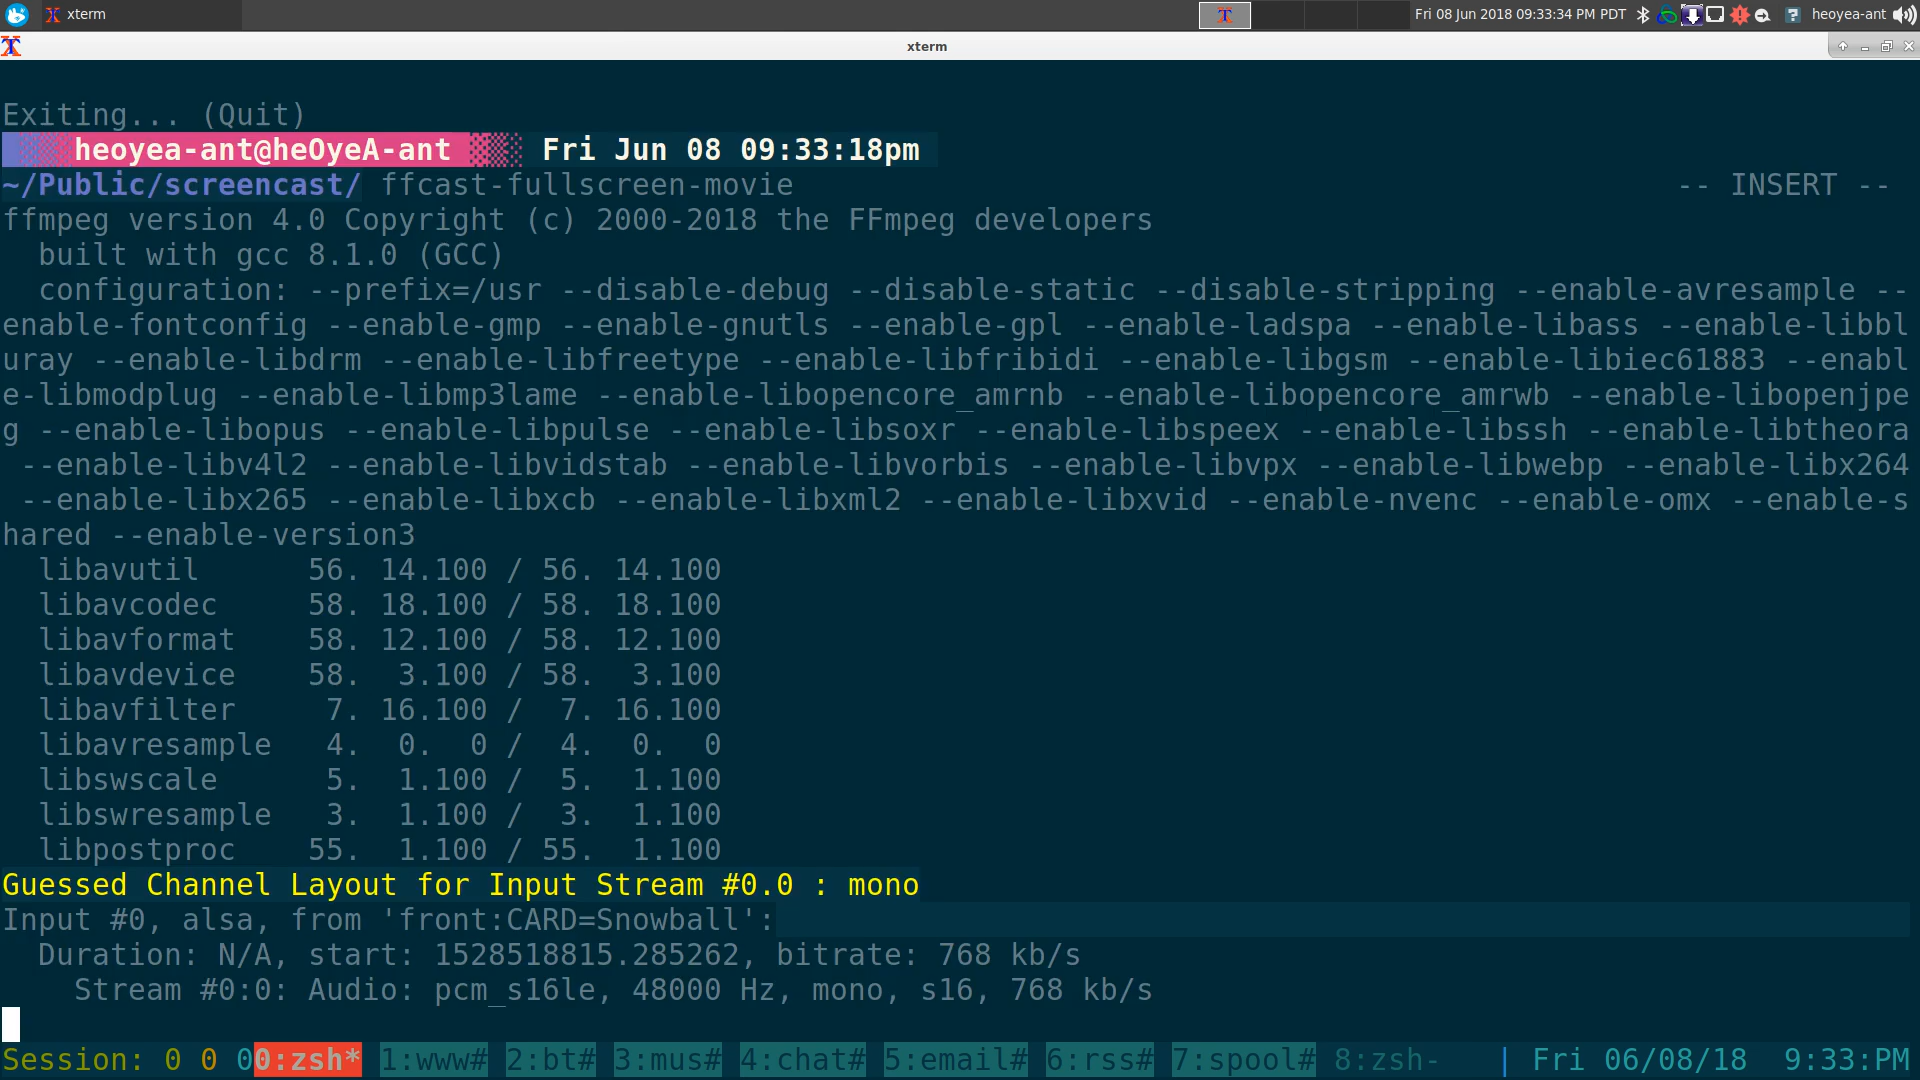 xterm
Fri 08 Jun 2018 09:33:34 PM PDT
heoyea-ant
xterm
Exiting... (Quit)
heoyea-ant@heOyeA-ant Fri Jun 08 09:33:18pm
~/Public/screencast/ ffcast-fullscreen-movie -- INSERT --
ffmpeg version 4.0 Copyright (c) 2000-2018 the FFmpeg developers
  built with gcc 8.1.0 (GCC)
  configuration: --prefix=/usr --disable-debug --disable-static --disable-stripping --enable-avresample --
enable-fontconfig --enable-gmp --enable-gnutls --enable-gpl --enable-ladspa --enable-libass --enable-libbl
uray --enable-libdrm --enable-libfreetype --enable-libfribidi --enable-libgsm --enable-libiec61883 --enabl
e-libmodplug --enable-libmp3lame --enable-libopencore_amrnb --enable-libopencore_amrwb --enable-libopenjpe
g --enable-libopus --enable-libpulse --enable-libsoxr --enable-libspeex --enable-libssh --enable-libtheora
 --enable-libv4l2 --enable-libvidstab --enable-libvorbis --enable-libvpx --enable-libwebp --enable-libx264
 --enable-libx265 --enable-libxcb --enable-libxml2 --enable-libxvid --enable-nvenc --enable-omx --enable-s
hared --enable-version3
  libavutil      56. 14.100 / 56. 14.100
  libavcodec     58. 18.100 / 58. 18.100
  libavformat    58. 12.100 / 58. 12.100
  libavdevice    58.  3.100 / 58.  3.100
  libavfilter     7. 16.100 /  7. 16.100
  libavresample   4.  0.  0 /  4.  0.  0
  libswscale      5.  1.100 /  5.  1.100
  libswresample   3.  1.100 /  3.  1.100
  libpostproc    55.  1.100 / 55.  1.100
Guessed Channel Layout for Input Stream #0.0 : mono
Input #0, alsa, from 'front:CARD=Snowball':
  Duration: N/A, start: 1528518815.285262, bitrate: 768 kb/s
    Stream #0:0: Audio: pcm_s16le, 48000 Hz, mono, s16, 768 kb/s
Session: 0 0 00:zsh* 1:www# 2:bt# 3:mus# 4:chat# 5:email# 6:rss# 7:spool# 8:zsh- | Fri 06/08/18 9:33:PM